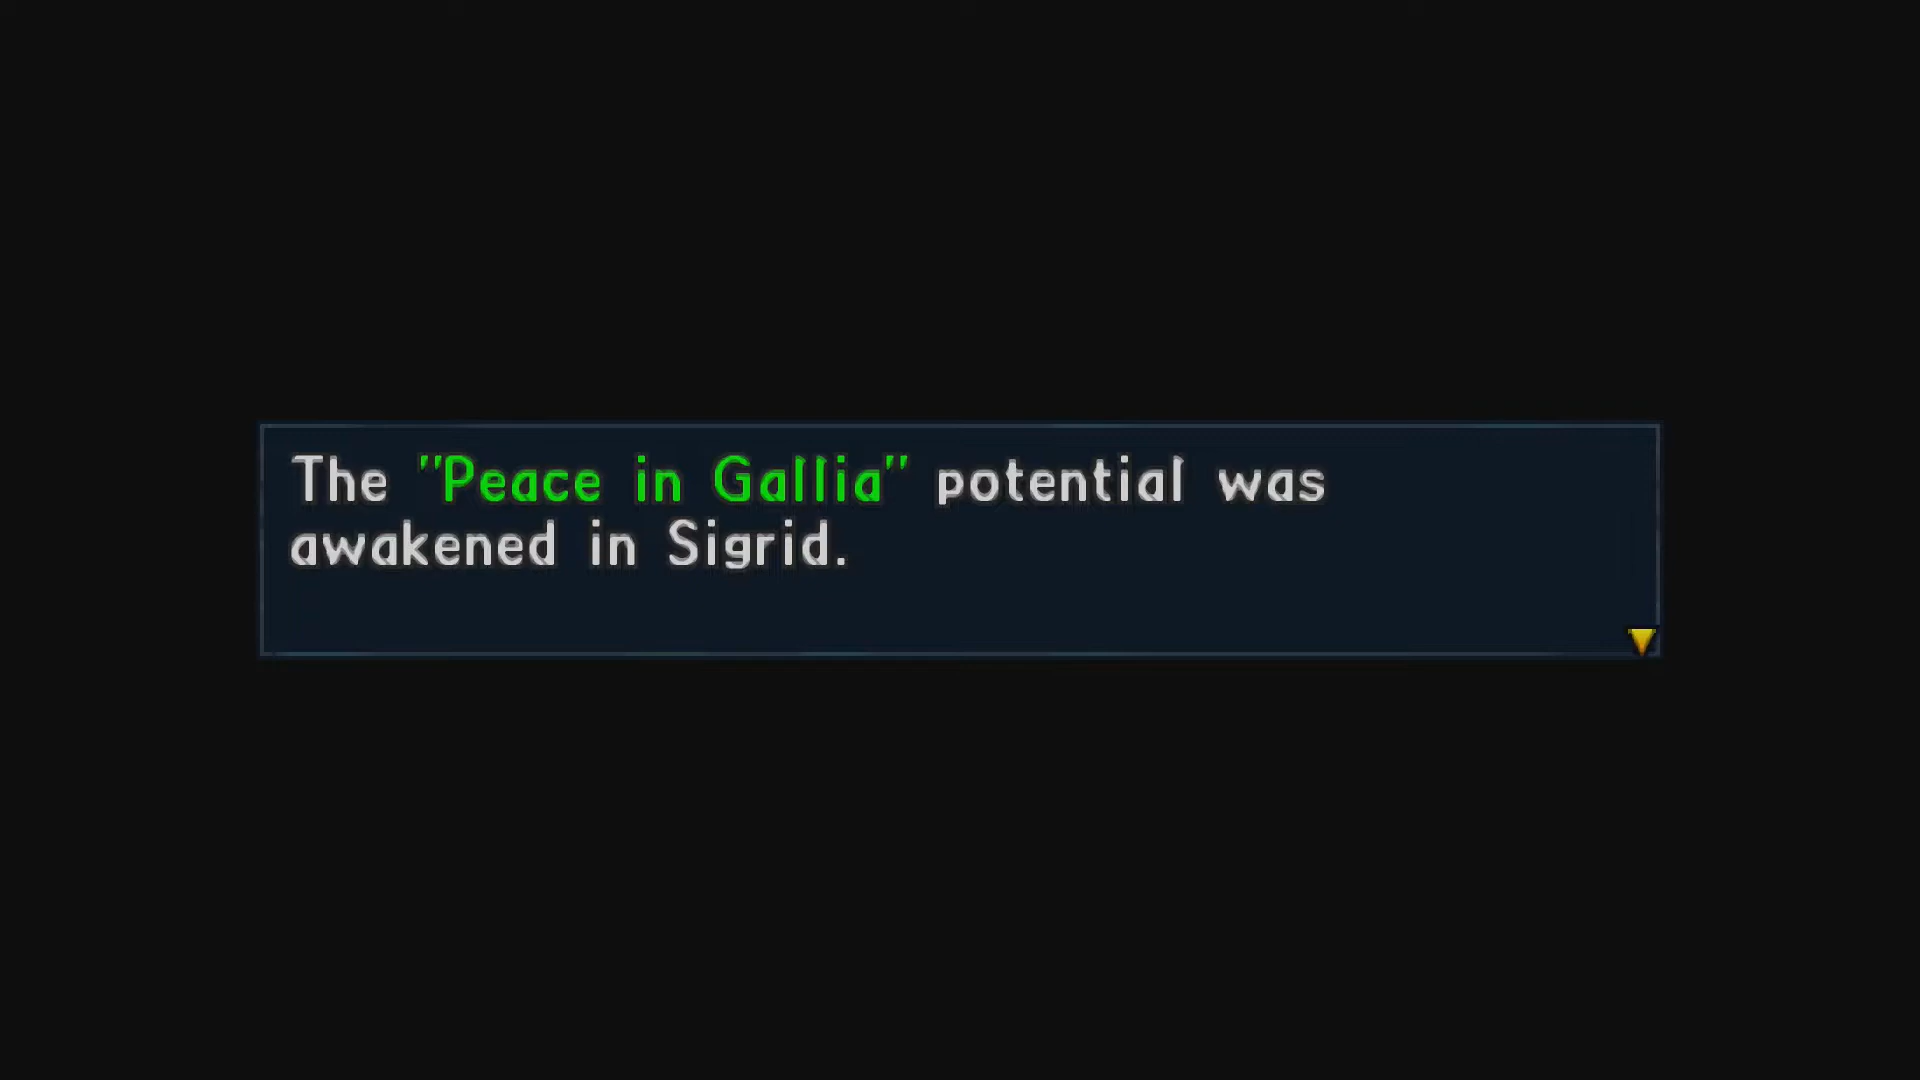 The "Peace in Gallia" potential was
awakened in Sigrid.